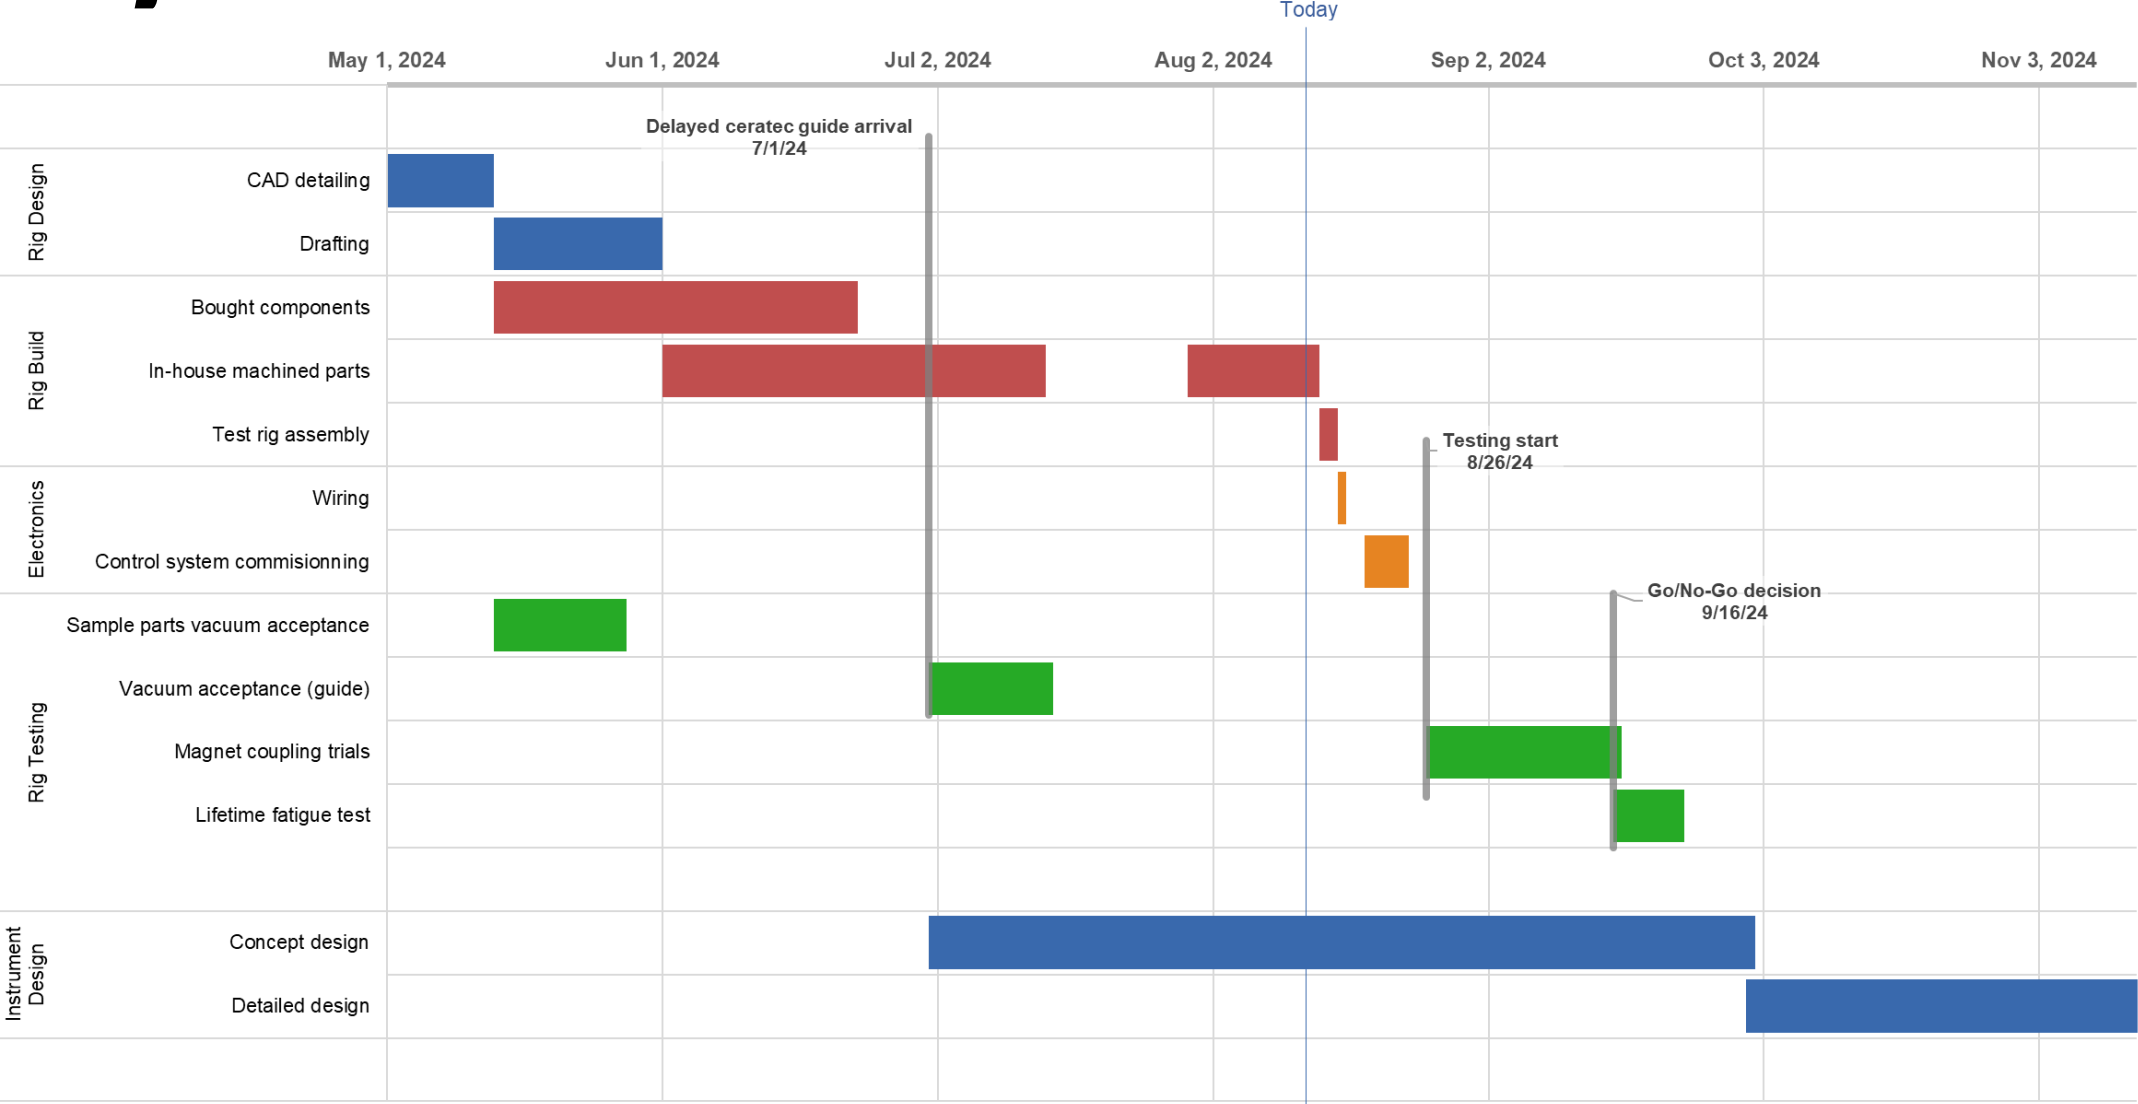 Today
May 1, 2024 Jun 1, 2024 Jul 2, 2024 Aug 2, 2024 Sep 2, 2024 Oct 3, 2024 Nov 3, 2024
Delayed ceratec guide arrival
7/1/24
Rig Design
CAD detailing
Drafting
Rig Build
Bought components
In-house machined parts
Test rig assembly
Testing start
8/26/24
Electronics
Wiring
Control system commisionning
Go/No-Go decision
9/16/24
Rig Testing
Sample parts vacuum acceptance
Vacuum acceptance (guide)
Magnet coupling trials
Lifetime fatigue test
Instrument
Design
Concept design
Detailed design